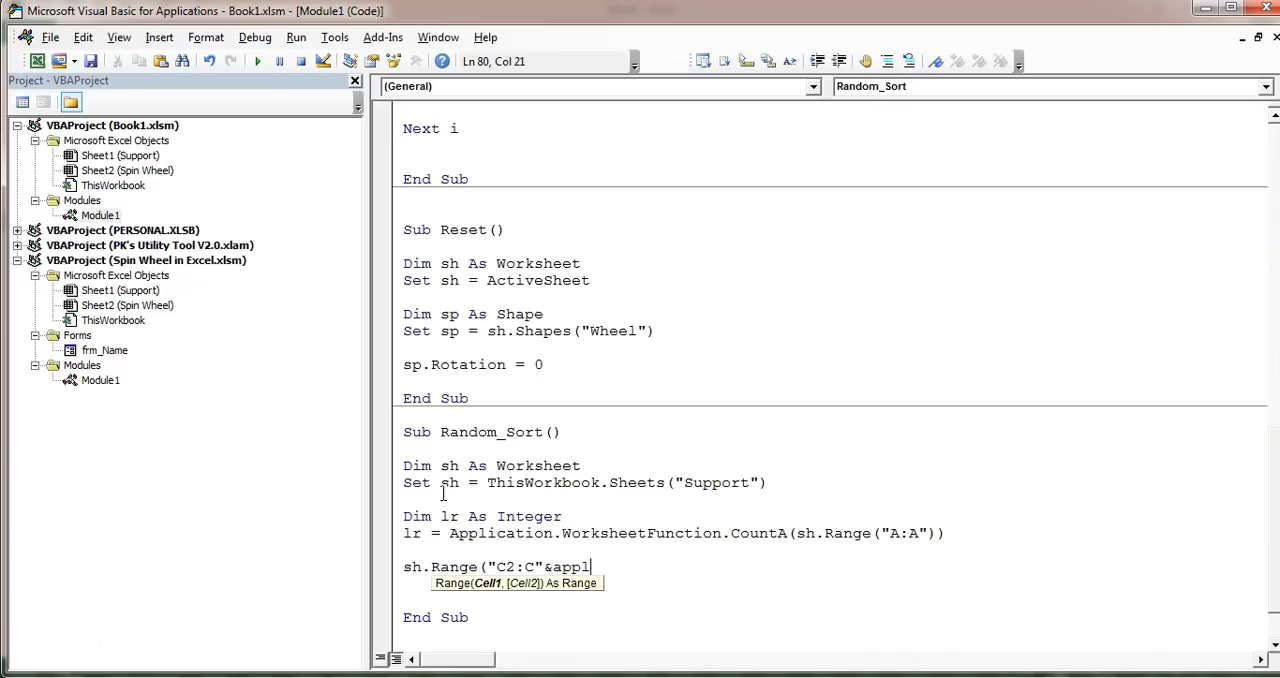 Microsoft Visual Basic for Applications - Book1.xlsm - [Module1 (Code)]
File Edit View Insert Format Debug Run Tools Add-Ins Window Help
Ln 80, Col 21
Project - VBAProject
(General)
Random_Sort
VBAProject (Book1.xlsm)
Microsoft Excel Objects
Sheet1 (Support)
Sheet2 (Spin Wheel)
ThisWorkbook
Modules
Module1
VBAProject (PERSONAL.XLSB)
VBAProject (PK's Utility Tool V2.0.xlam)
VBAProject (Spin Wheel in Excel.xlsm)
Microsoft Excel Objects
Sheet1 (Support)
Sheet2 (Spin Wheel)
ThisWorkbook
Forms
frm_Name
Modules
Module1
Next i
End Sub
Sub Reset()
Dim sh As Worksheet
Set sh = ActiveSheet
Dim sp As Shape
Set sp = sh.Shapes("Wheel")
sp.Rotation = 0
End Sub
Sub Random_Sort()
Dim sh As Worksheet
Set sh = ThisWorkbook.Sheets("Support")
Dim lr As Integer
lr = Application.WorksheetFunction.CountA(sh.Range("A:A"))
sh.Range("C2:C"&appl
Range(Cell1, [Cell2]) As Range
End Sub